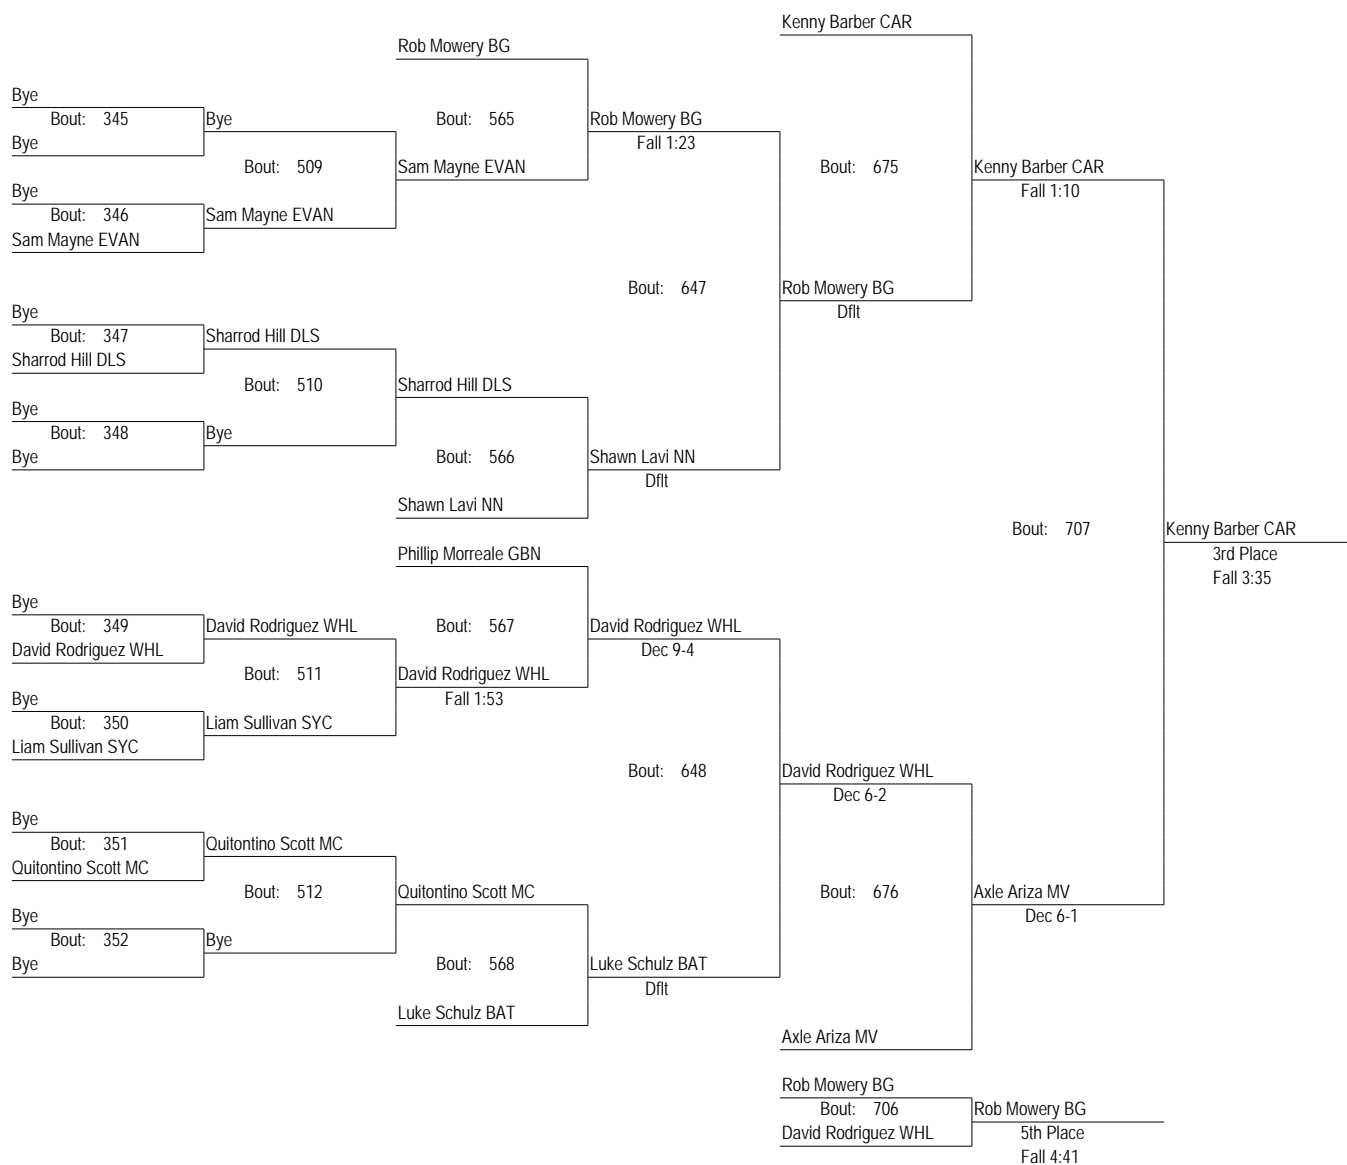 Kenny Barber CAR
Rob Mowery BG
Bye
Bout: 345
Bye
Bye
Bout: 565
Rob Mowery BG
Fall 1:23
Bout: 509
Sam Mayne EVAN
Bout: 675
Kenny Barber CAR
Fall 1:10
Bye
Bout: 346
Sam Mayne EVAN
Sam Mayne EVAN
Bout: 647
Rob Mowery BG
Dflt
Bye
Bout: 347
Sharrod Hill DLS
Sharrod Hill DLS
Bout: 510
Sharrod Hill DLS
Bye
Bout: 348
Bye
Bye
Bout: 566
Shawn Lavi NN
Dflt
Shawn Lavi NN
Bout: 707
Kenny Barber CAR
3rd Place
Fall 3:35
Phillip Morreale GBN
Bye
Bout: 349
David Rodriguez WHL
David Rodriguez WHL
Bout: 567
David Rodriguez WHL
Dec 9-4
Bout: 511
David Rodriguez WHL
Fall 1:53
Bye
Bout: 350
Liam Sullivan SYC
Liam Sullivan SYC
Bout: 648
David Rodriguez WHL
Dec 6-2
Bye
Bout: 351
Quitontino Scott MC
Quitontino Scott MC
Bout: 512
Quitontino Scott MC
Bout: 676
Axle Ariza MV
Dec 6-1
Bye
Bout: 352
Bye
Bye
Bout: 568
Luke Schulz BAT
Dflt
Luke Schulz BAT
Axle Ariza MV
Rob Mowery BG
Bout: 706
David Rodriguez WHL
Rob Mowery BG
5th Place
Fall 4:41